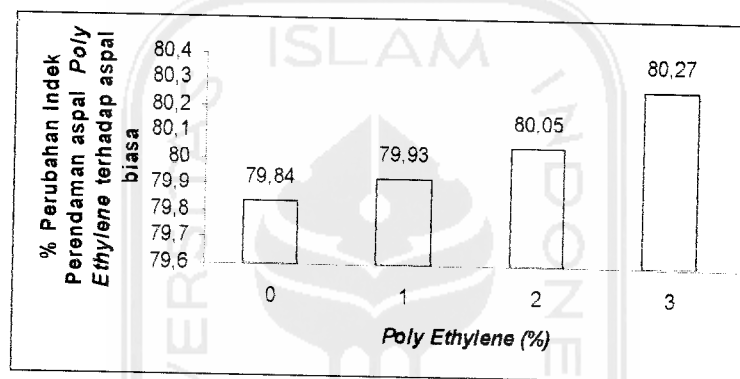 % Perubahan Indek
Perendaman aspal Poly
Ethylene terhadap aspal
biasa
80,4
80,3
80,2
80,1
80
79,9
79,8
79,7
79,6
79,84
79,93
80,05
80,27
0
1
2
3
Poly Ethylene (%)
ISLAM
INDONE
VERS
S